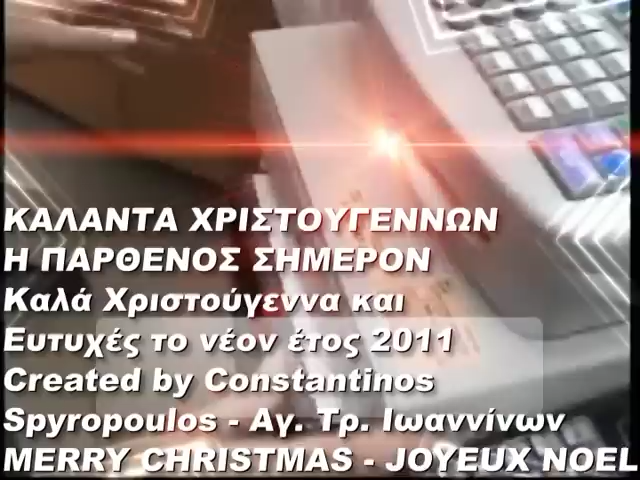 ΚΑΛΑΝΤΑ ΧΡΙΣΤΟΥΓΕΝΝΩΝ
Η ΠΑΡΘΕΝΟΣ ΣΗΜΕΡΟΝ
Καλά Χριστούγεννα και
Ευτυχές το νέον έτος 2011
Created by Constantinos
Spyropoulos - Αγ. Τρ. Ιωαννίνων
MERRY CHRISTMAS - JOYEUX NOEL